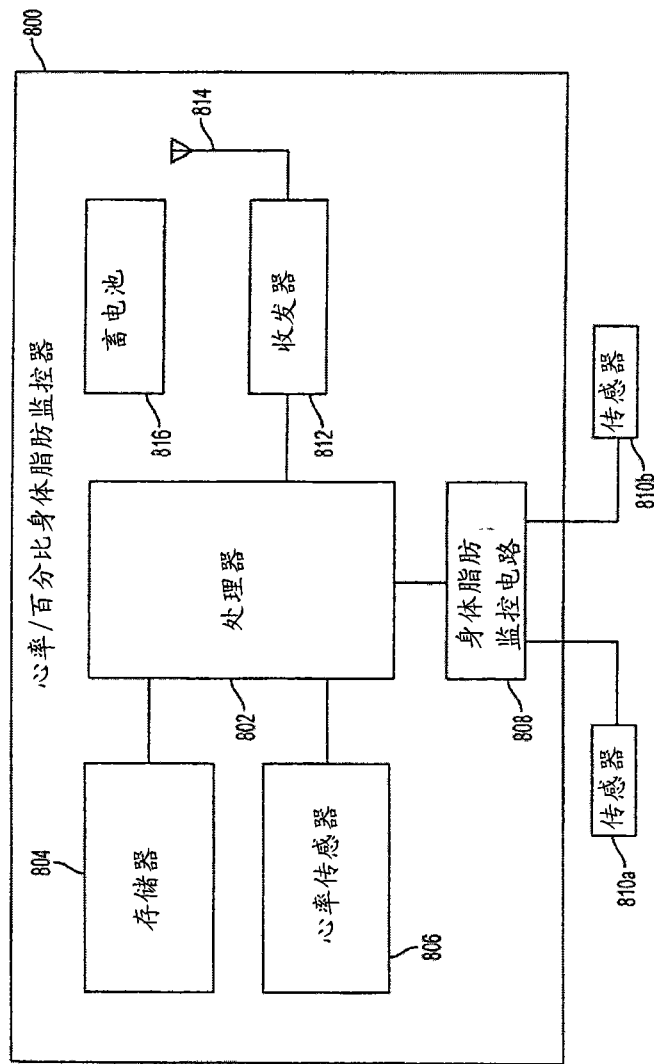 800
心率/百分比身体脂肪监控器
804
存储器
802
处理器
816
畜电池
814
812
收发器
806
心率传感器
808
身体脂肪
监控电路
810a
传感器
810b
传感器